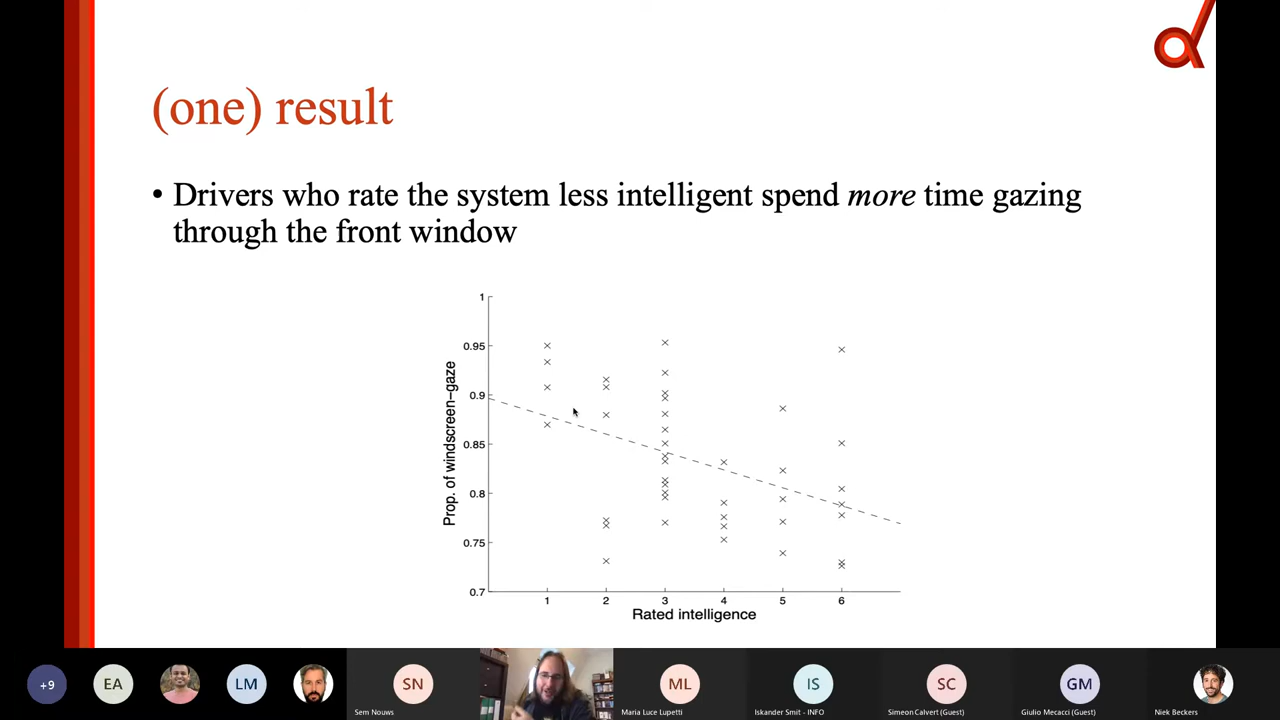 (one) result
• Drivers who rate the system less intelligent spend more time gazing
through the front window
1
0.95
0.9
0.85
0.8
0.75
0.7
Prop. of windscreen-gaze
1 2 3 4 5 6
Rated intelligence
+9
EA
LM
SN
Sem Nouws
ML
Maria Luce Lupetti
IS
Iskander Smit - INFO
SC
Simeon Calvert (Guest)
GM
Giulio Mecacci (Guest)
Niek Beckers